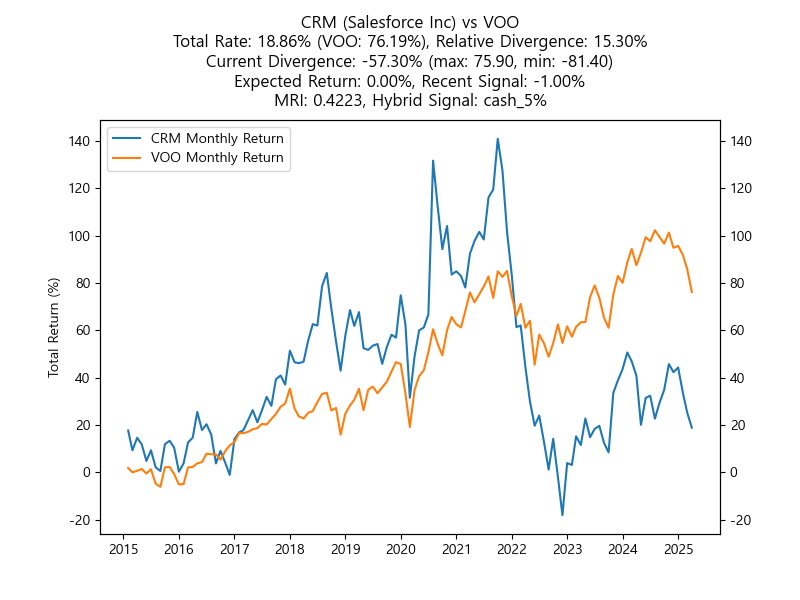 CRM (Salesforce Inc) vs VOO
Total Rate: 18.86% (VOO: 76.19%), Relative Divergence: 15.30%
Current Divergence: -57.30% (max: 75.90, min: -81.40)
Expected Return: 0.00%, Recent Signal: -1.00%
MRI: 0.4223, Hybrid Signal: cash_5%
CRM Monthly Return
VOO Monthly Return
Total Return (%)
140
120
100
80
60
40
20
0
-20
140
120
100
80
60
40
20
0
-20
2015 2016 2017 2018 2019 2020 2021 2022 2023 2024 2025